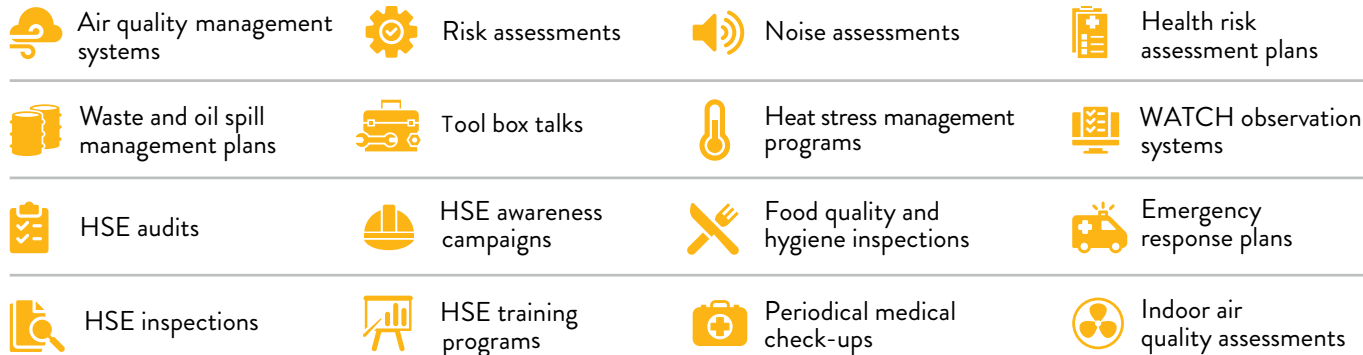 Air quality management
systems
Risk assessments
Noise assessments
Health risk
assessment plans
Waste and oil spill
management plans
Tool box talks
Heat stress management
programs
WATCH observation
systems
HSE audits
HSE awareness
campaigns
Food quality and
hygiene inspections
Emergency
response plans
HSE inspections
HSE training
programs
Periodical medical
check-ups
Indoor air
quality assessments